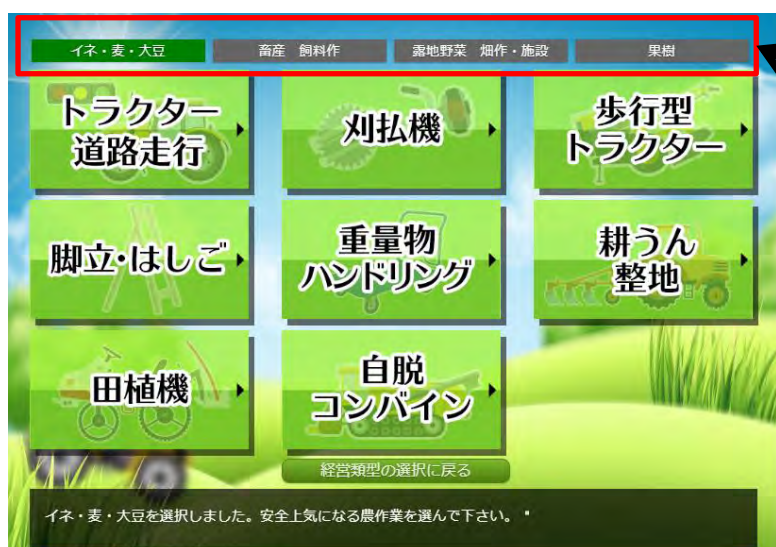 イネ・麦・大豆 畜産 飼料作 露地野菜 畑作・施設 果樹
トラクター
道路走行
刈払機
歩行型
トラクター
脚立・はしご
重量物
ハンドリング
耕うん
整地
田植機
自脱
コンバイン
経営類型の選択に戻る
イネ・麦・大豆を選択しました。安全上気になる農作業を選んで下さい。